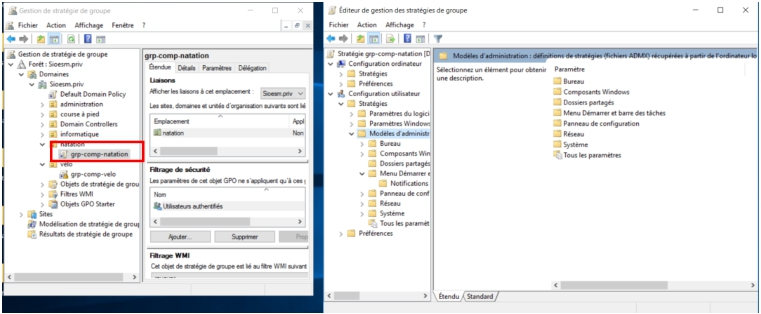 Gestion de stratégie de groupe
Fichier Action Affichage Fenêtre ?
Gestion de stratégie de groupe
Forêt : Sioesm.priv
Domaines
Sioesm.priv
Default Domain Policy
administration
course à pied
Domain Controllers
informatique
natation
grp-comp-natation
velo
grp-comp-velo
Objets de stratégie de grou
Filtres WMI
Objets GPO Starter
Sites
Modélisation de stratégie de group
Résultats de stratégie de groupe
grp-comp-natation
Étendue Détails Paramètres Délégation
Liaisons
Afficher les liaisons à cet emplacement : Sioesm.priv
Les sites, domaines et unités d'organisation suivants sont lié
Emplacement Appl
natation Non
Filtrage de sécurité
Les paramètres de cet objet GPO ne s'appliquent qu'à ces
Nom
Utilisateurs authentifiés
Ajouter... Supprimer Prop
Filtrage WMI
Cet objet de stratégie de groupe est lié au filtre WMI suivant
Éditeur de gestion des stratégies de groupe
Fichier Action Affichage ?
Stratégie grp-comp-natation [D
Configuration ordinateur
Stratégies
Préférences
Configuration utilisateur
Stratégies
Paramètres du logici
Paramètres Windows
Modèles d'administr
Bureau
Composants Win
Dossiers partagés
Menu Démarrer e
Notifications
Panneau de conf
Réseau
Système
Tous les paramèt
Préférences
Modèles d'administration : définitions de stratégies (fichiers ADMX) récupérées à partir de l'ordinateur lo
Sélectionnez un élément pour obtenir
une description.
Paramètre
Bureau
Composants Windows
Dossiers partagés
Menu Démarrer et barre des tâches
Panneau de configuration
Réseau
Système
Tous les paramètres
Étendu Standard